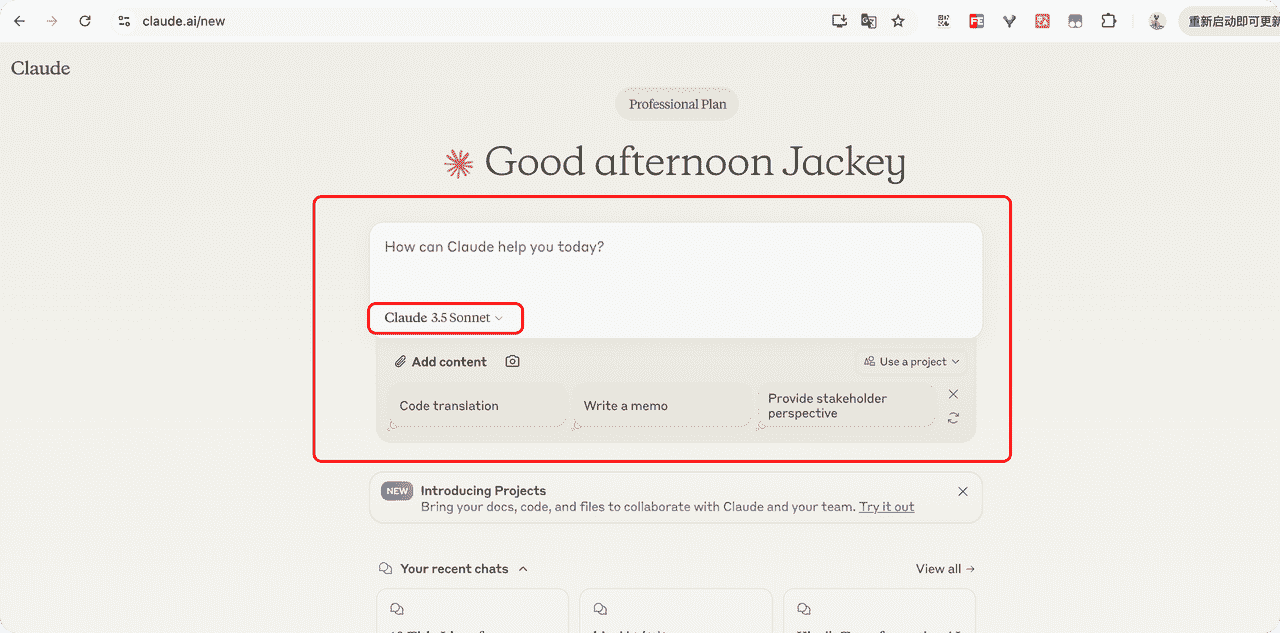 claude.ai/new
重新启动即可更新
Claude
Professional Plan
Good afternoon Jackey
How can Claude help you today?
Claude 3.5 Sonnet
Add content
Use a project
Code translation
Write a memo
Provide stakeholder
perspective
NEW
Introducing Projects
Bring your docs, code, and files to collaborate with Claude and your team. Try it out
Your recent chats
View all